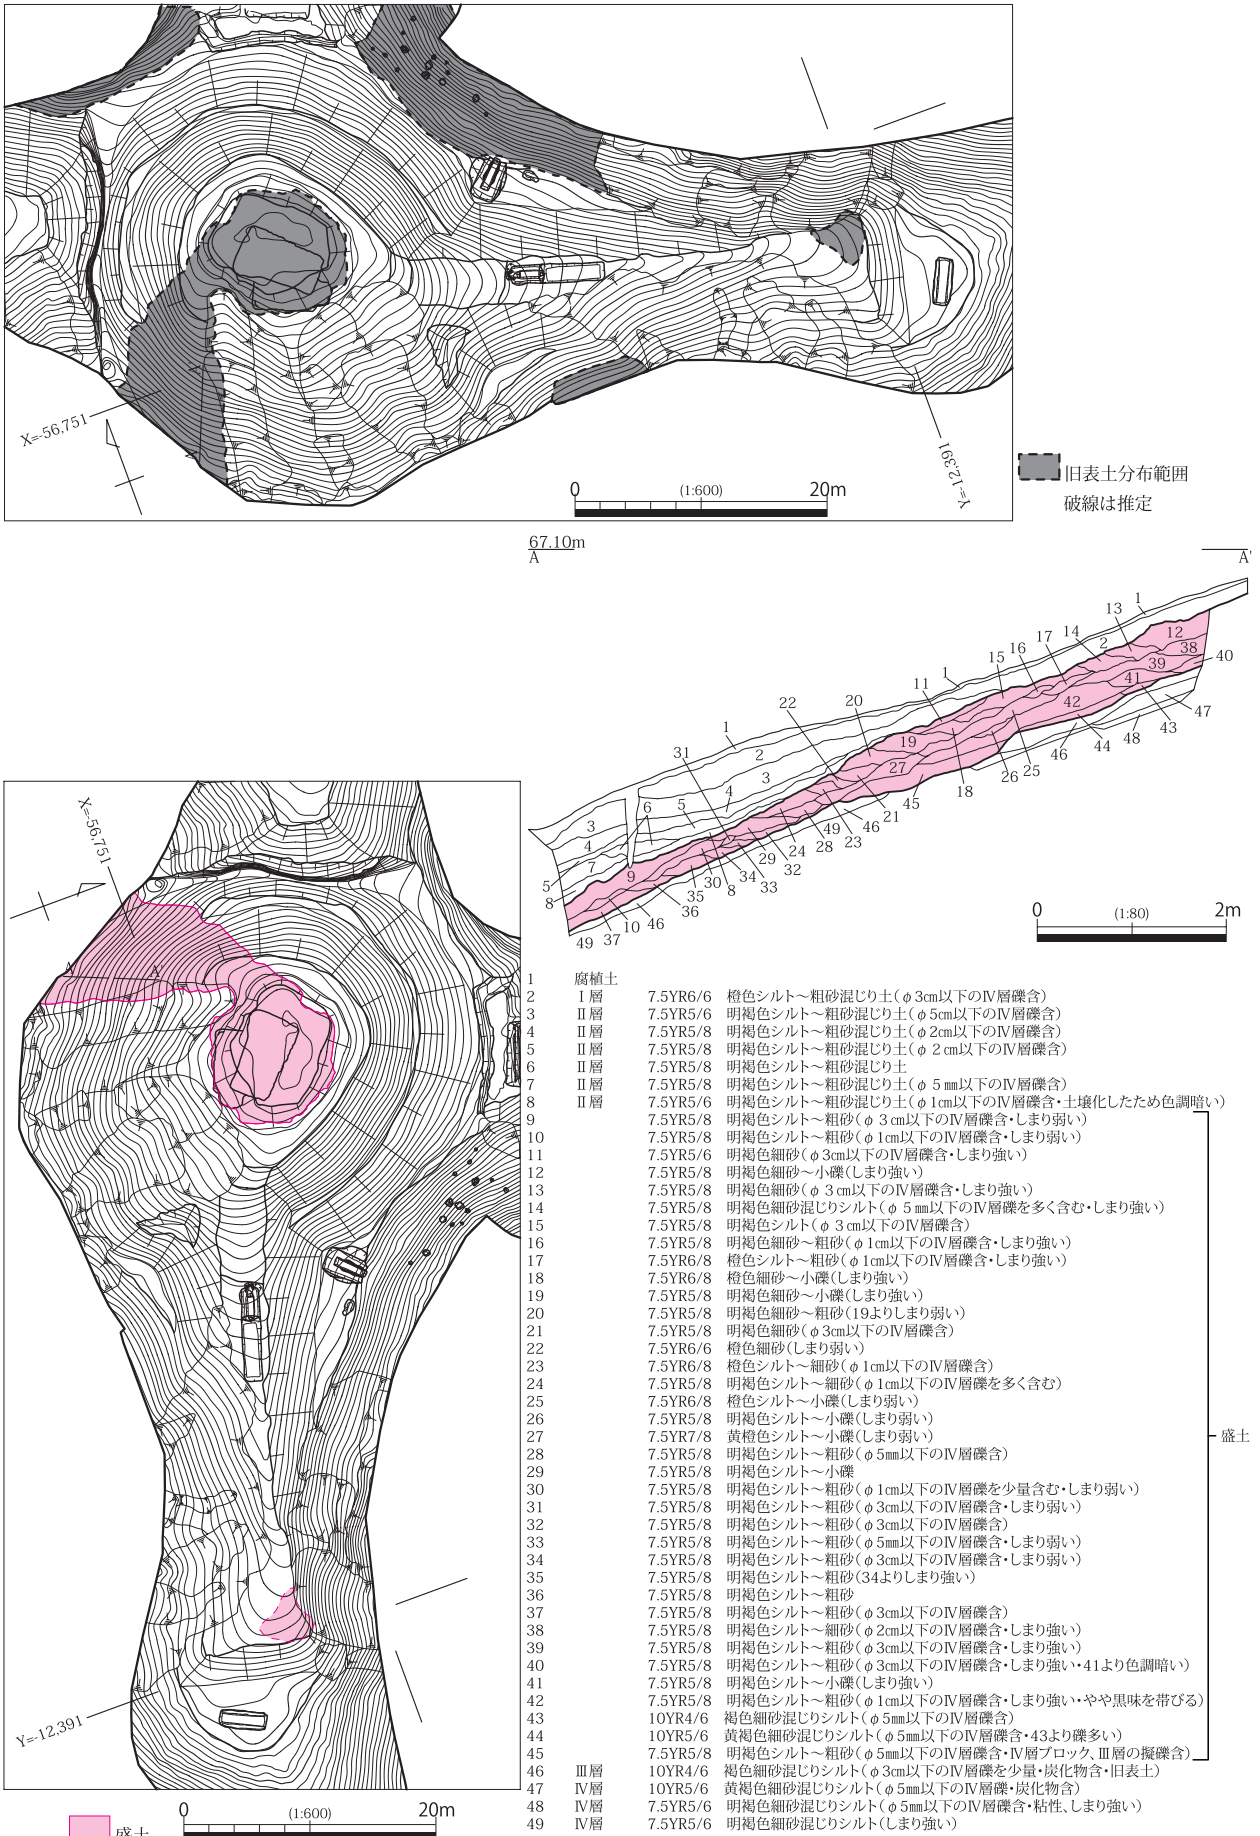 X=-56,751
Y=-12,391
0 (1:600) 20m
旧表土分布範囲
破線は推定
67.10m
A A'
1
13
12
14
2
38
17
16
40
39
15
1
41
11
42
20
47
22
43
19
48
44
1
46
31
2
27
25
26
3
18
45
21
4
6
5
46
49
23
3
24
28
4
29
32
7
34
33
9
30
8
5
35
8
36
10
46
49
37
0 (1:80) 2m
X=-56,751
A A'
Y=-12,391
0 (1:600) 20m
盛土
1 腐植土
2 Ⅰ層 7.5YR6/6 橙色シルト～粗砂混じり土(φ3㎝以下のⅣ層礫含)
3 Ⅱ層 7.5YR5/6 明褐色シルト～粗砂混じり土(φ5㎝以下のⅣ層礫含)
4 Ⅱ層 7.5YR5/8 明褐色シルト～粗砂混じり土(φ2㎝以下のⅣ層礫含)
5 Ⅱ層 7.5YR5/8 明褐色シルト～粗砂混じり土(φ２㎝以下のⅣ層礫含)
6 Ⅱ層 7.5YR5/8 明褐色シルト～粗砂混じり土
7 Ⅱ層 7.5YR5/8 明褐色シルト～粗砂混じり土(φ５㎜以下のⅣ層礫含)
8 Ⅱ層 7.5YR5/6 明褐色シルト～粗砂混じり土(φ1㎝以下のⅣ層礫含・土壌化したため色調暗い)
9 7.5YR5/8 明褐色シルト～粗砂(φ３㎝以下のⅣ層礫含・しまり弱い)
10 7.5YR5/8 明褐色シルト～粗砂(φ1㎝以下のⅣ層礫含・しまり弱い)
11 7.5YR5/6 明褐色細砂(φ3㎝以下のⅣ層礫含・しまり強い)
12 7.5YR5/8 明褐色細砂～小礫(しまり強い)
13 7.5YR5/8 明褐色細砂(φ３㎝以下のⅣ層礫含・しまり強い)
14 7.5YR5/8 明褐色細砂混じりシルト(φ５㎜以下のⅣ層礫を多く含む・しまり強い)
15 7.5YR5/8 明褐色シルト(φ３㎝以下のⅣ層礫含)
16 7.5YR5/8 明褐色細砂～粗砂(φ1㎝以下のⅣ層礫含・しまり強い)
17 7.5YR6/8 橙色シルト～粗砂(φ1㎝以下のⅣ層礫含・しまり強い)
18 7.5YR6/8 橙色細砂～小礫(しまり強い)
19 7.5YR5/8 明褐色細砂～小礫(しまり強い)
20 7.5YR5/8 明褐色細砂～粗砂(19よりしまり弱い)
21 7.5YR5/8 明褐色細砂(φ3㎝以下のⅣ層礫含)
22 7.5YR6/6 橙色細砂(しまり弱い)
23 7.5YR6/8 橙色シルト～細砂(φ1㎝以下のⅣ層礫含)
24 7.5YR5/8 明褐色シルト～細砂(φ1㎝以下のⅣ層礫を多く含む)
25 7.5YR6/8 橙色シルト～小礫(しまり弱い)
26 7.5YR5/8 明褐色シルト～小礫(しまり弱い)
27 7.5YR7/8 黄橙色シルト～小礫(しまり弱い)
28 7.5YR5/8 明褐色シルト～粗砂(φ5㎜以下のⅣ層礫含)
29 7.5YR5/8 明褐色シルト～小礫
30 7.5YR5/8 明褐色シルト～粗砂(φ1㎝以下のⅣ層礫を少量含む・しまり弱い)
31 7.5YR5/8 明褐色シルト～粗砂(φ3㎝以下のⅣ層礫含・しまり弱い)
32 7.5YR5/8 明褐色シルト～粗砂(φ3㎝以下のⅣ層礫含)
33 7.5YR5/8 明褐色シルト～粗砂(φ5㎜以下のⅣ層礫含・しまり弱い)
34 7.5YR5/8 明褐色シルト～粗砂(φ3㎝以下のⅣ層礫含・しまり弱い)
35 7.5YR5/8 明褐色シルト～粗砂(34よりしまり強い)
36 7.5YR5/8 明褐色シルト～粗砂
37 7.5YR5/8 明褐色シルト～粗砂(φ3㎝以下のⅣ層礫含)
38 7.5YR5/8 明褐色シルト～細砂(φ2㎝以下のⅣ層礫含・しまり強い)
39 7.5YR5/8 明褐色シルト～粗砂(φ3㎝以下のⅣ層礫含・しまり強い)
40 7.5YR5/8 明褐色シルト～粗砂(φ3㎝以下のⅣ層礫含・しまり強い・41より色調暗い)
41 7.5YR5/8 明褐色シルト～小礫(しまり強い)
42 7.5YR5/8 明褐色シルト～粗砂(φ1㎝以下のⅣ層礫含・しまり強い・やや黒味を帯びる)
43 10YR4/6 褐色細砂混じりシルト(φ5㎜以下のⅣ層礫含)
44 10YR5/6 黄褐色細砂混じりシルト(φ5㎜以下のⅣ層礫含・43より礫多い)
45 7.5YR5/8 明褐色シルト～粗砂(φ5㎜以下のⅣ層礫含・Ⅳ層ブロック、Ⅲ層の擬礫含)
盛土
46 Ⅲ層 10YR4/6 褐色細砂混じりシルト(φ3㎝以下のⅣ層礫を少量・炭化物含・旧表土)
47 Ⅳ層 10YR5/6 黄褐色細砂混じりシルト(φ5㎜以下のⅣ層礫・炭化物含)
48 Ⅳ層 7.5YR5/6 明褐色細砂混じりシルト(φ5㎜以下のⅣ層礫含・粘性、しまり強い)
49 Ⅳ層 7.5YR5/6 明褐色細砂混じりシルト(しまり強い)